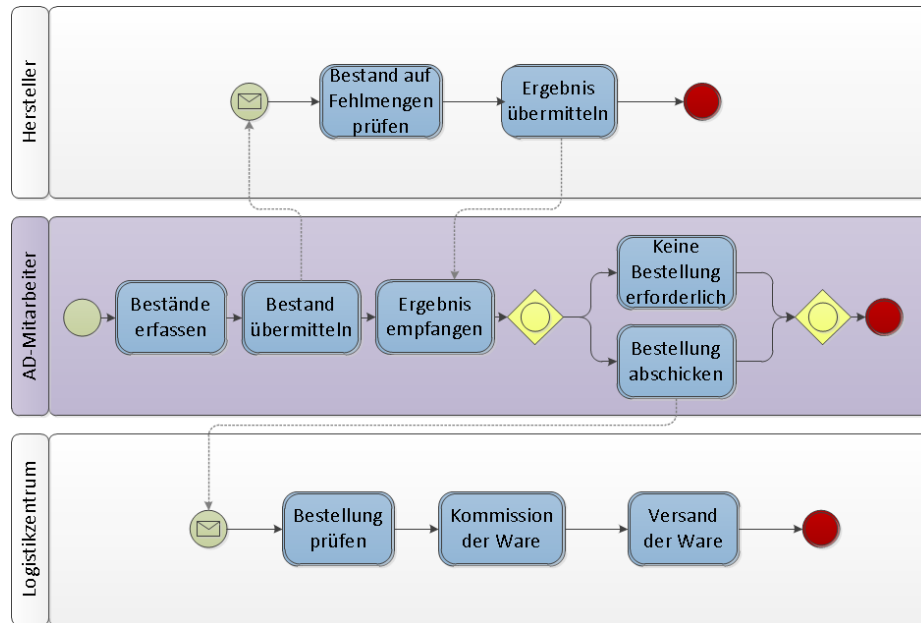 Hersteller
Bestand auf
Fehlmengen
prüfen
Ergebnis
übermitteln
AD-Mitarbeiter
Bestände
erfassen
Bestand
übermitteln
Ergebnis
empfangen
Keine
Bestellung
erforderlich
Bestellung
abschicken
Logistikzentrum
Bestellung
prüfen
Kommission
der Ware
Versand
der Ware